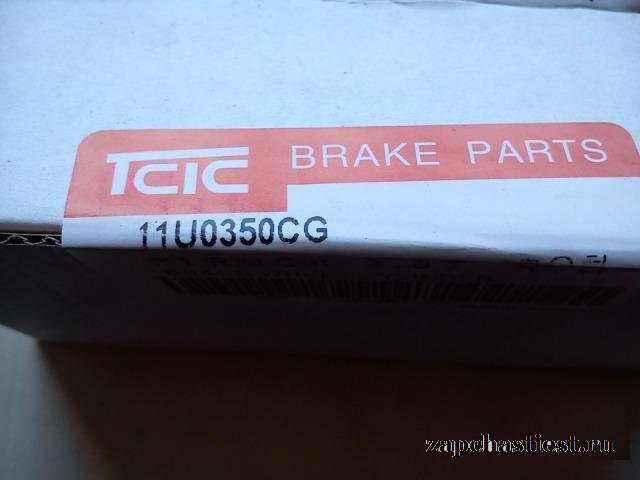 TCIC BRAKE PARTS
11U0350CG
zapchastiest.ru